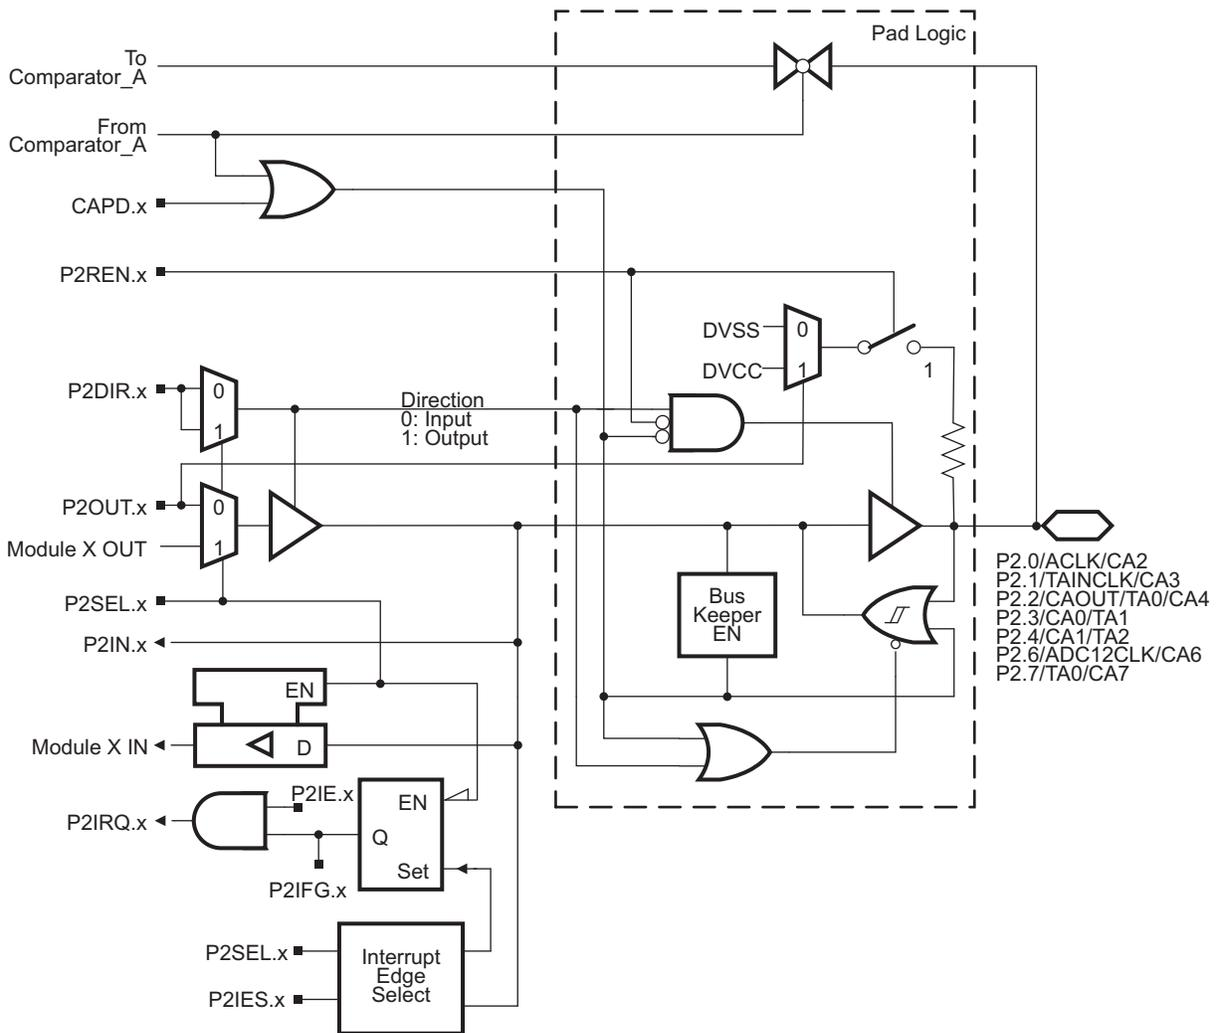 Pad Logic
To
Comparator_A
From
Comparator_A
CAPD.x
P2REN.x
DVSS
0
DVCC
1
1
P2DIR.x
0
1
Direction
0: Input
1: Output
P2OUT.x
0
Module X OUT
1
P2SEL.x
P2IN.x
Bus
Keeper
EN
P2.0/ACLK/CA2
P2.1/TAINCLK/CA3
P2.2/CAOUT/TA0/CA4
P2.3/CA0/TA1
P2.4/CA1/TA2
P2.6/ADC12CLK/CA6
P2.7/TA0/CA7
EN
Module X IN
D
P2IE.x
EN
P2IRQ.x
Q
Set
P2IFG.x
P2SEL.x
P2IES.x
Interrupt
Edge
Select